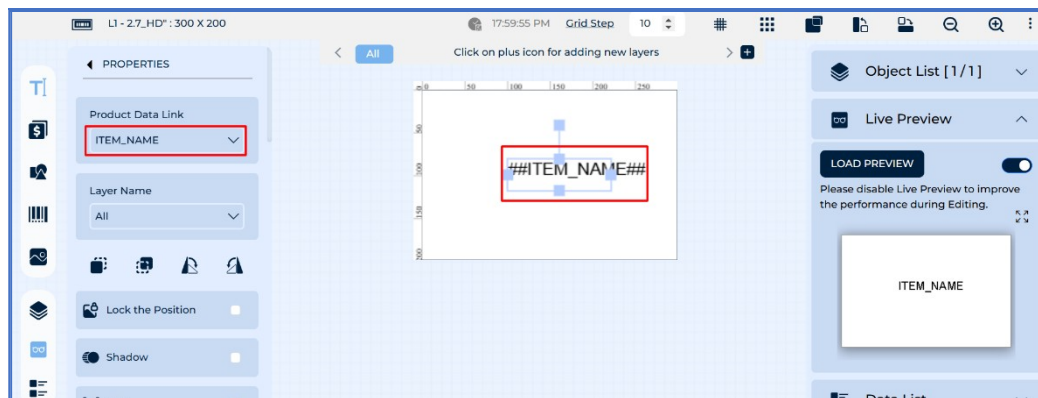 L1 - 2.7_HD" : 300 X 200
17:59:55 PM Grid Step 10
All Click on plus icon for adding new layers
PROPERTIES
Product Data Link
ITEM_NAME
Layer Name
All
Lock the Position
Shadow
0 50 100 150 200 250
50
100
150
200
##ITEM_NAME##
Object List [1/1]
Live Preview
LOAD PREVIEW
Please disable Live Preview to improve
the performance during Editing.
ITEM_NAME
Data List